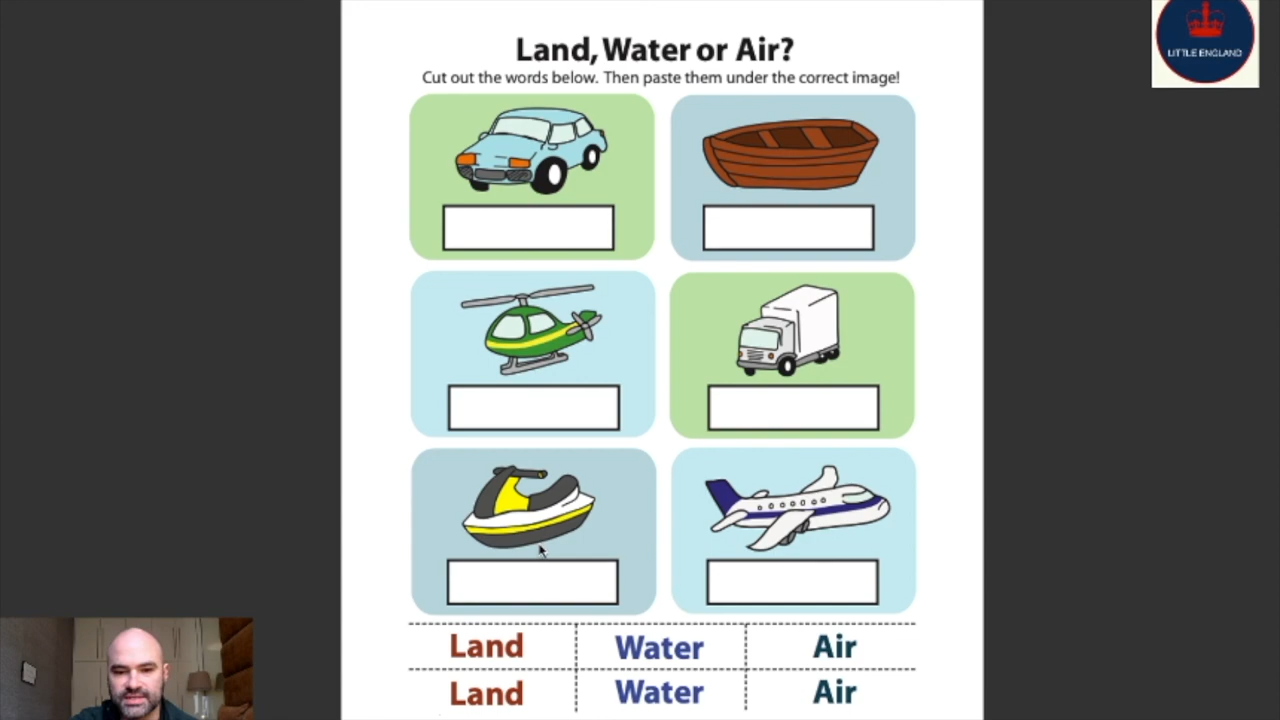 LITTLE ENGLAND
Land, Water or Air?
Cut out the words below. Then paste them under the correct image!
Land Water Air
Land Water Air